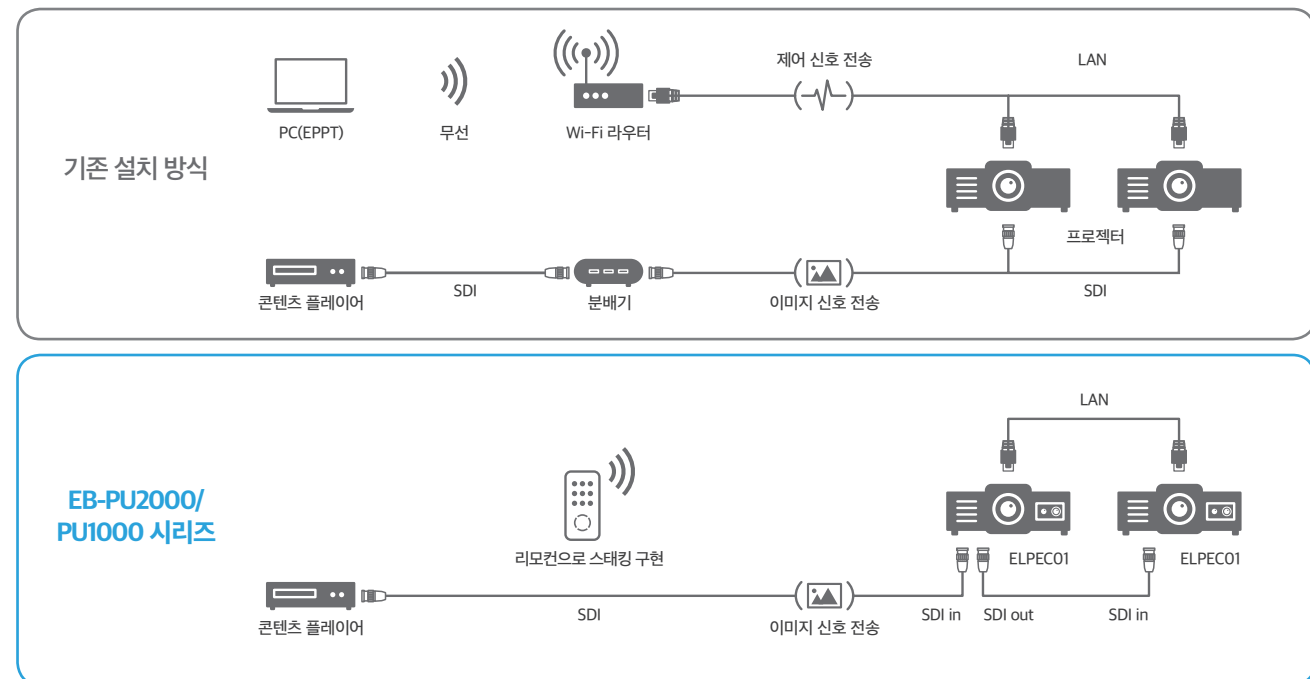 제어 신호 전송
LAN
PC(EPPT)
무선
Wi-Fi 라우터
기존 설치 방식
프로젝터
콘텐츠 플레이어
SDI
분배기
이미지 신호 전송
SDI
LAN
EB-PU2000/
PU1000 시리즈
리모컨으로 스태킹 구현
ELPEC01
ELPEC01
콘텐츠 플레이어
SDI
이미지 신호 전송
SDI in
SDI out
SDI in